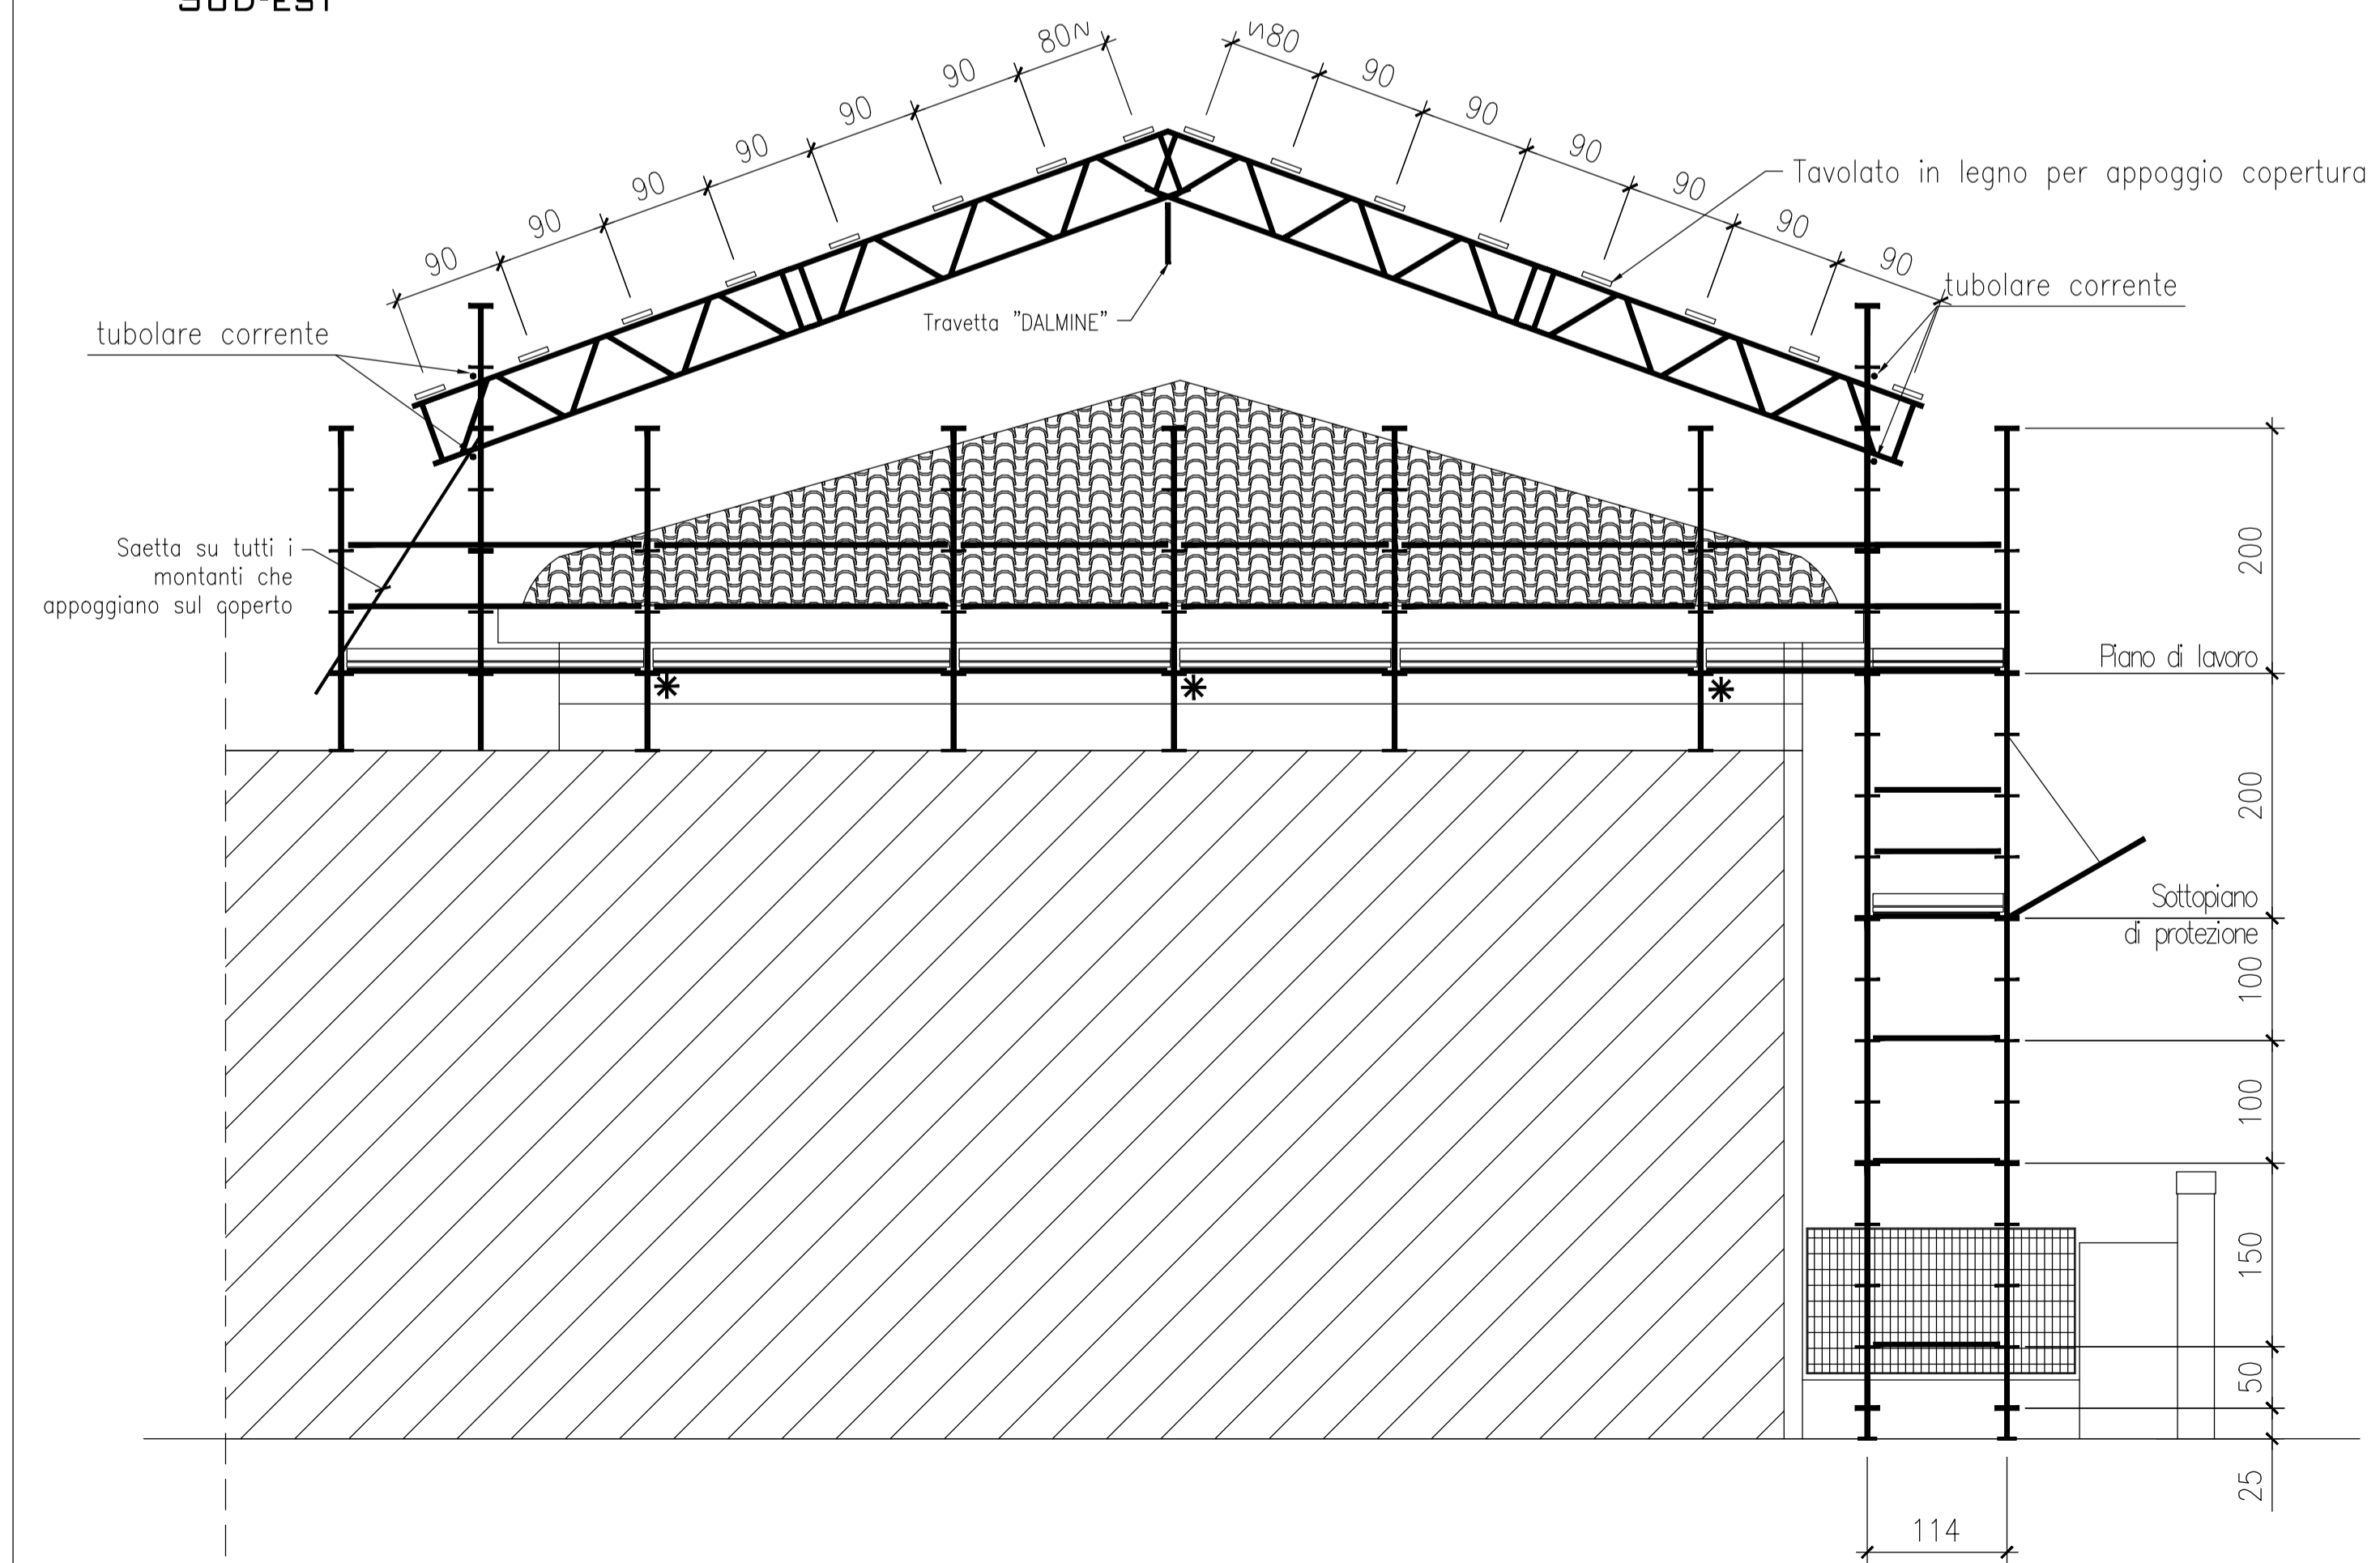 SUD-EST
90
90
90
90
90
90
80~
~80
90
90
90
90
90
90
Tavolato in legno per appoggio copertura
tubolare corrente
tubolare corrente
Travetta "DALMINE"
Saetta su tutti i
montanti che
appoggiano sul coperto
200
Piano di lavoro
200
Sottopiano
di protezione
100
100
150
50
25
114